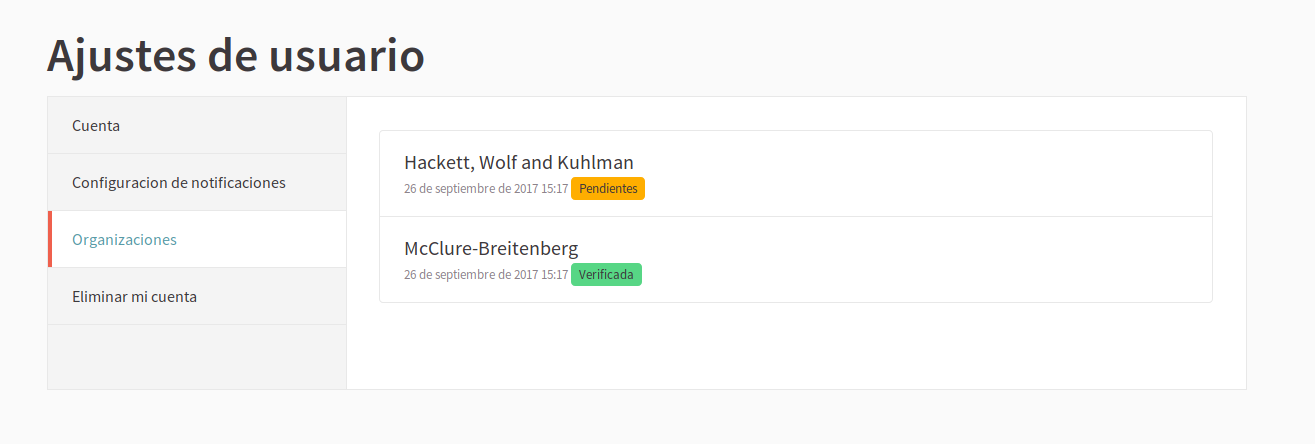 Ajustes de usuario
Cuenta
Configuracion de notificaciones
Organizaciones
Eliminar mi cuenta
Hackett, Wolf and Kuhlman
26 de septiembre de 2017 15:17 Pendientes
McClure-Breitenberg
26 de septiembre de 2017 15:17 Verificada